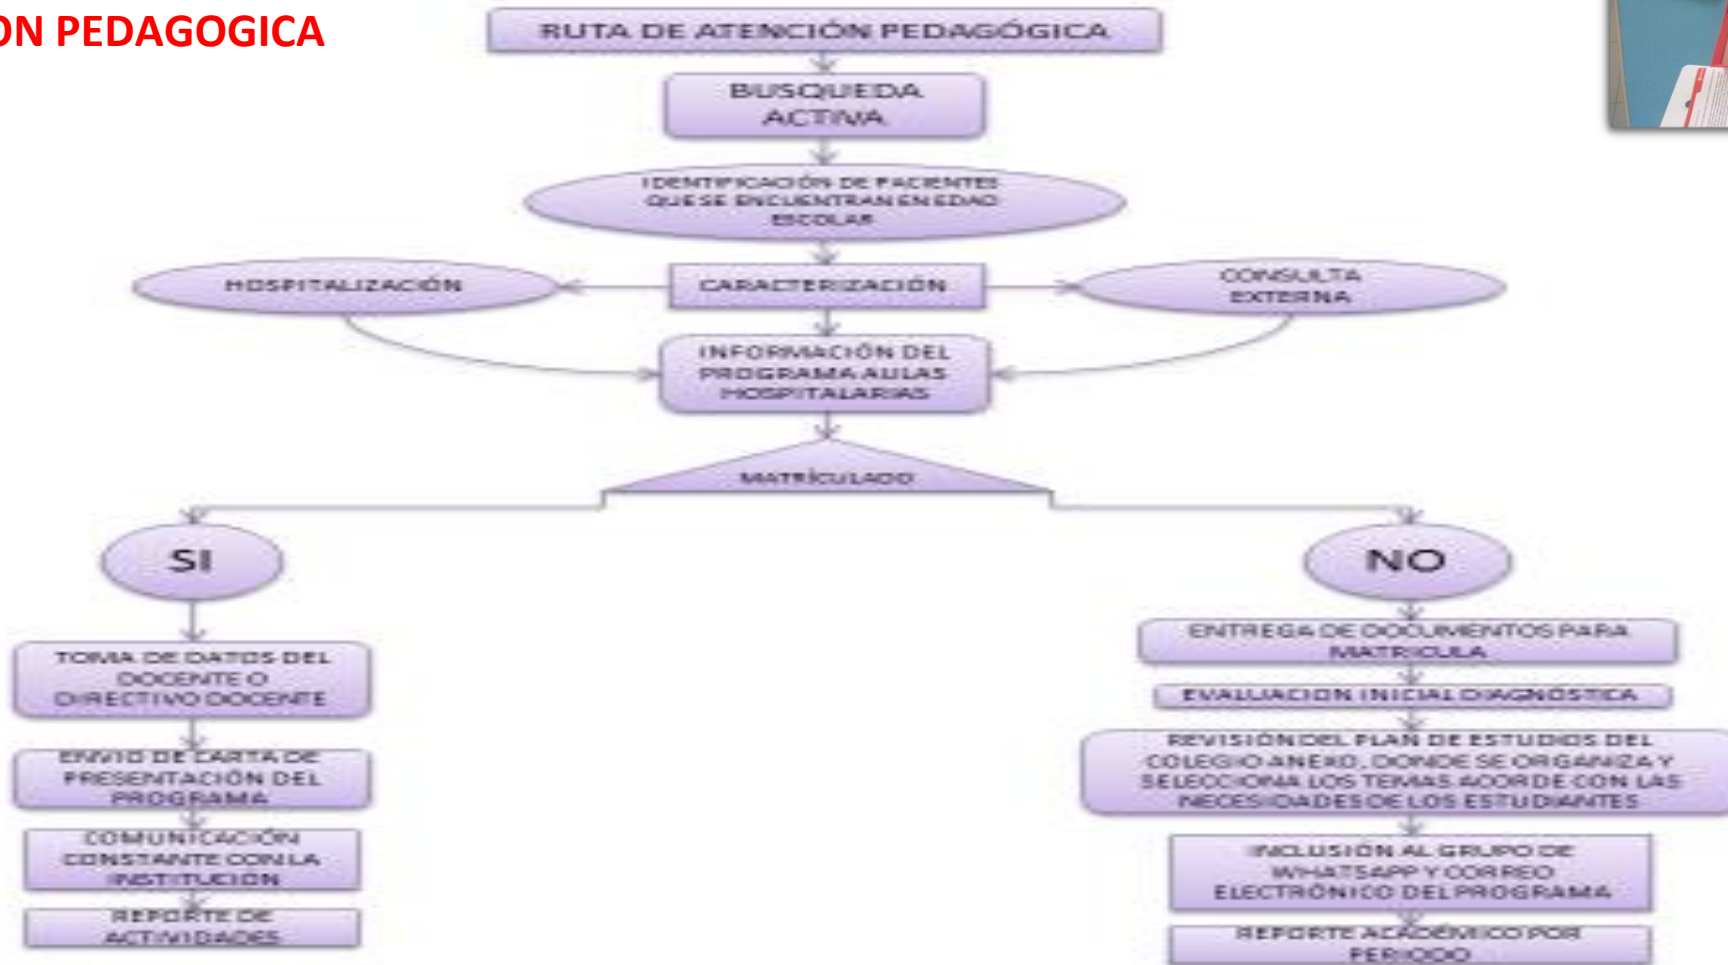 ON PEDAGOGICA
RUTA DE ATENCIÓN PEDAGÓGICA
BUSQUEDA
ACTIVA
IDENTIFICACIÓN DE PACIENTES
QUE SE ENCUENTRAN EN EDAD
ESCOLAR
HOSPITALIZACIÓN
CARACTERIZACIÓN
CONSULTA
EXTERNA
INFORMACIÓN DEL
PROGRAMA AULAS
HOSPITALARIAS
MATRÍCULADO
SI
NO
TOMA DE DATOS DEL
DOCENTE O
DIRECTIVO DOCENTE
ENVIO DE CARTA DE
PRESENTACIÓN DEL
PROGRAMA
COMUNICACIÓN
CONSTANTE CON LA
INSTITUCIÓN
REPORTE DE
ACTIVIDADES
ENTREGA DE DOCUMENTOS PARA
MATRICULA
EVALUACION INICIAL DIAGNÓSTICA
REVISIÓN DEL PLAN DE ESTUDIOS DEL
COLEGIO ANEXO, DONDE SE ORGANIZA Y
SELECCIONA LOS TEMAS ACORDE CON LAS
NECESIDADES DE LOS ESTUDIANTES
INCLUSIÓN AL GRUPO DE
WHATSAPP Y CORREO
ELECTRÓNICO DEL PROGRAMA
REPORTE ACADÉMICO POR
PERIODO